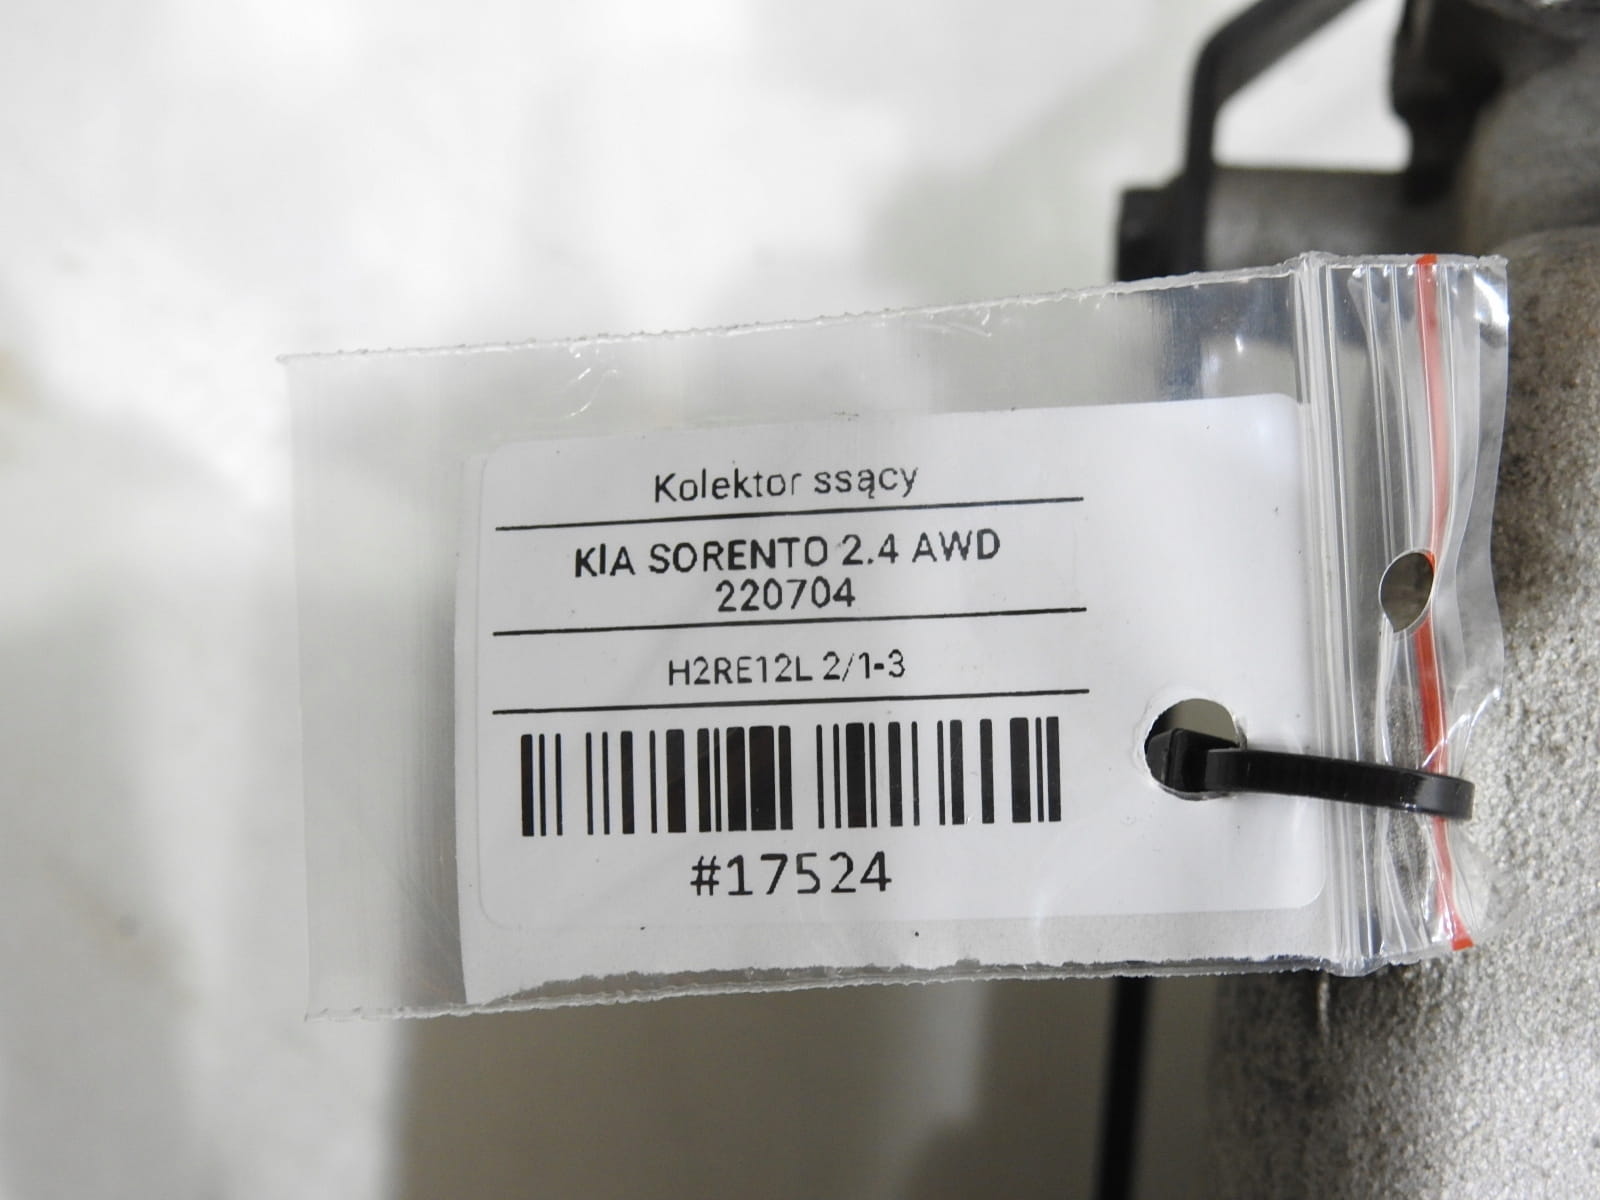 Kolektor ssący
KIA SORENTO 2.4 AWD
220704
H2RE12L 2/1-3
#17524